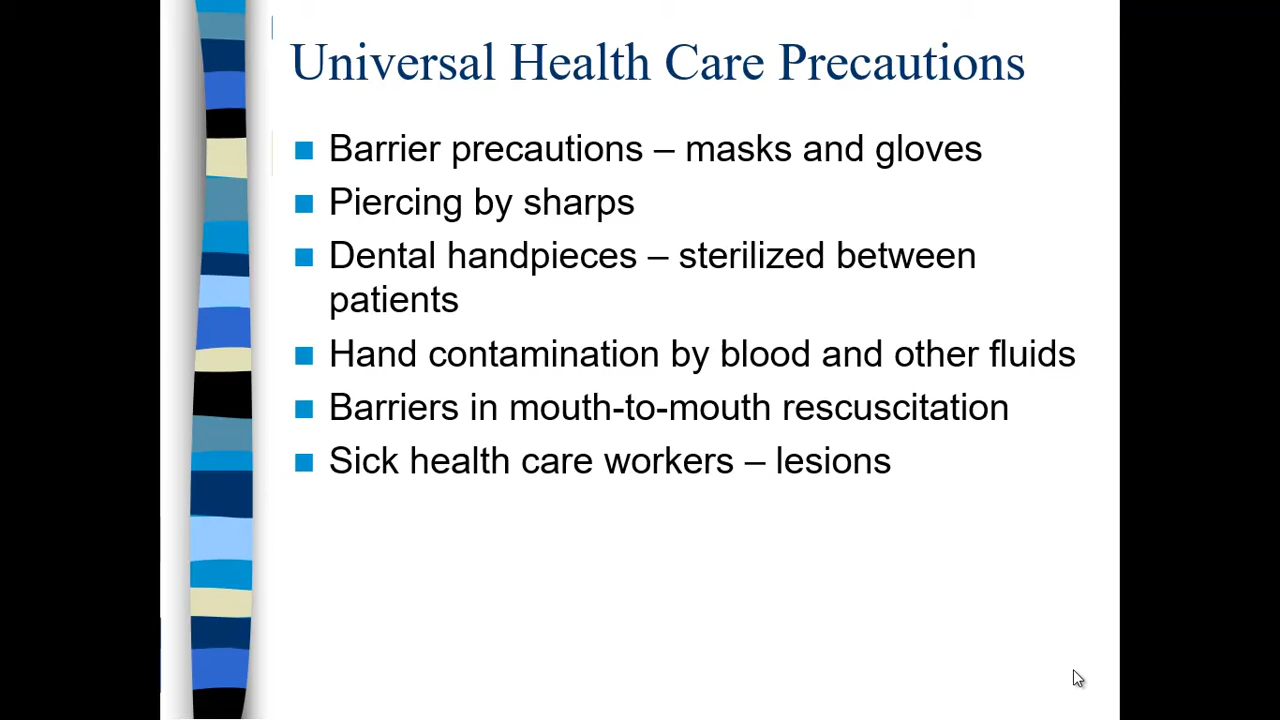 Universal Health Care Precautions
Barrier precautions – masks and gloves
Piercing by sharps
Dental handpieces – sterilized between
patients
Hand contamination by blood and other fluids
Barriers in mouth-to-mouth rescuscitation
Sick health care workers – lesions